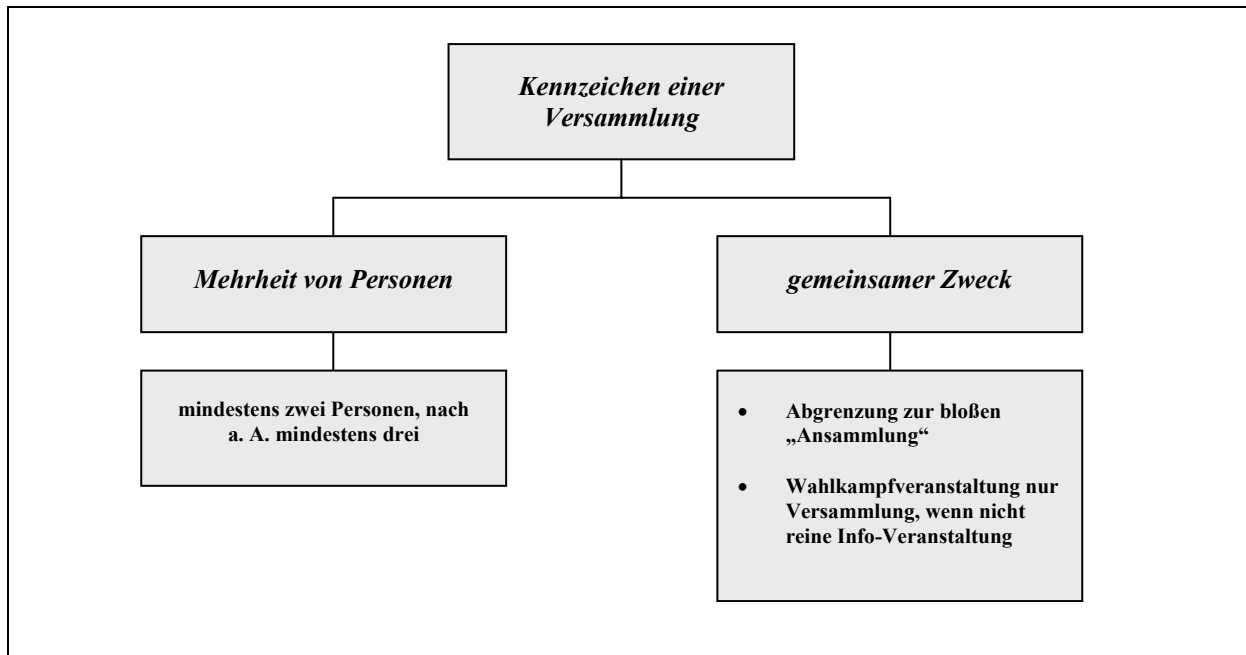 Kennzeichen einer
Versammlung
Mehrheit von Personen
mindestens zwei Personen, nach
a. A. mindestens drei
gemeinsamer Zweck
• Abgrenzung zur bloßen
„Ansammlung“
• Wahlkampfveranstaltung nur
Versammlung, wenn nicht
reine Info-Veranstaltung